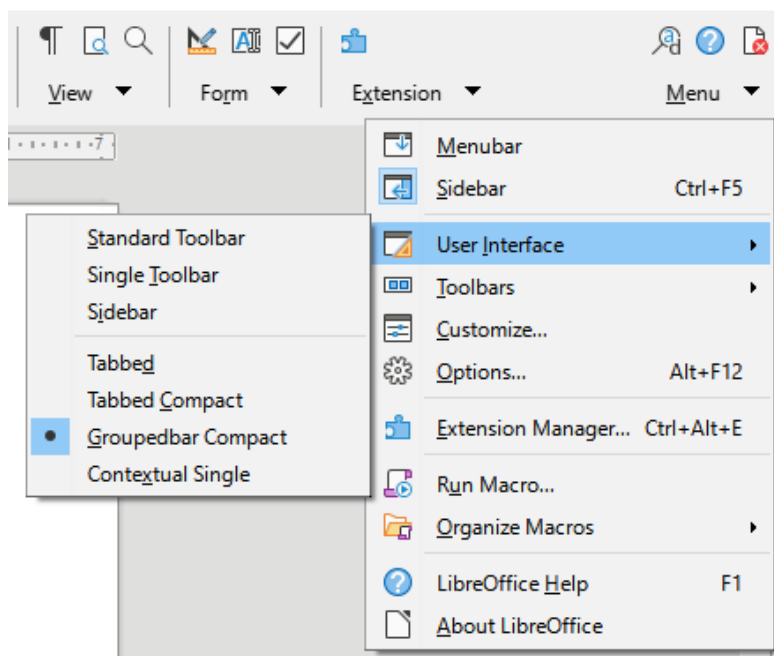 View Form Extension Menu
7
Menubar
Sidebar Ctrl+F5
User Interface
Toolbars
Customize...
Options... Alt+F12
Extension Manager... Ctrl+Alt+E
Run Macro...
Organize Macros
LibreOffice Help F1
About LibreOffice
Standard Toolbar
Single Toolbar
Sidebar
Tabbed
Tabbed Compact
Groupedbar Compact
Contextual Single